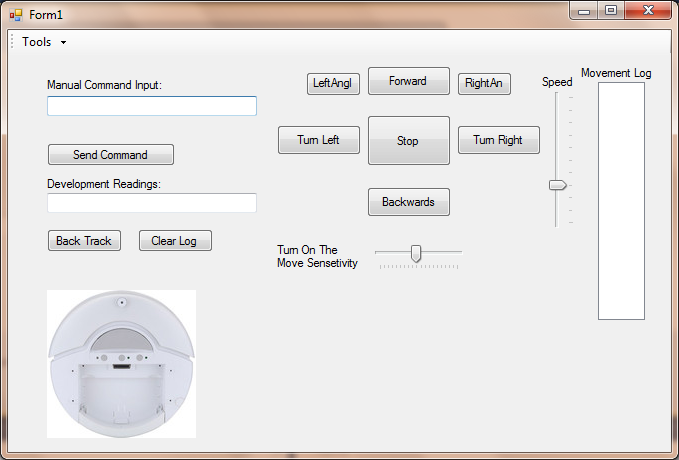 Form1
Tools
Manual Command Input:
LeftAngl
Forward
RightAn
Speed
Movement Log
Turn Left
Stop
Turn Right
Send Command
Development Readings:
Backwards
Back Track
Clear Log
Turn On The
Move Sensetivity